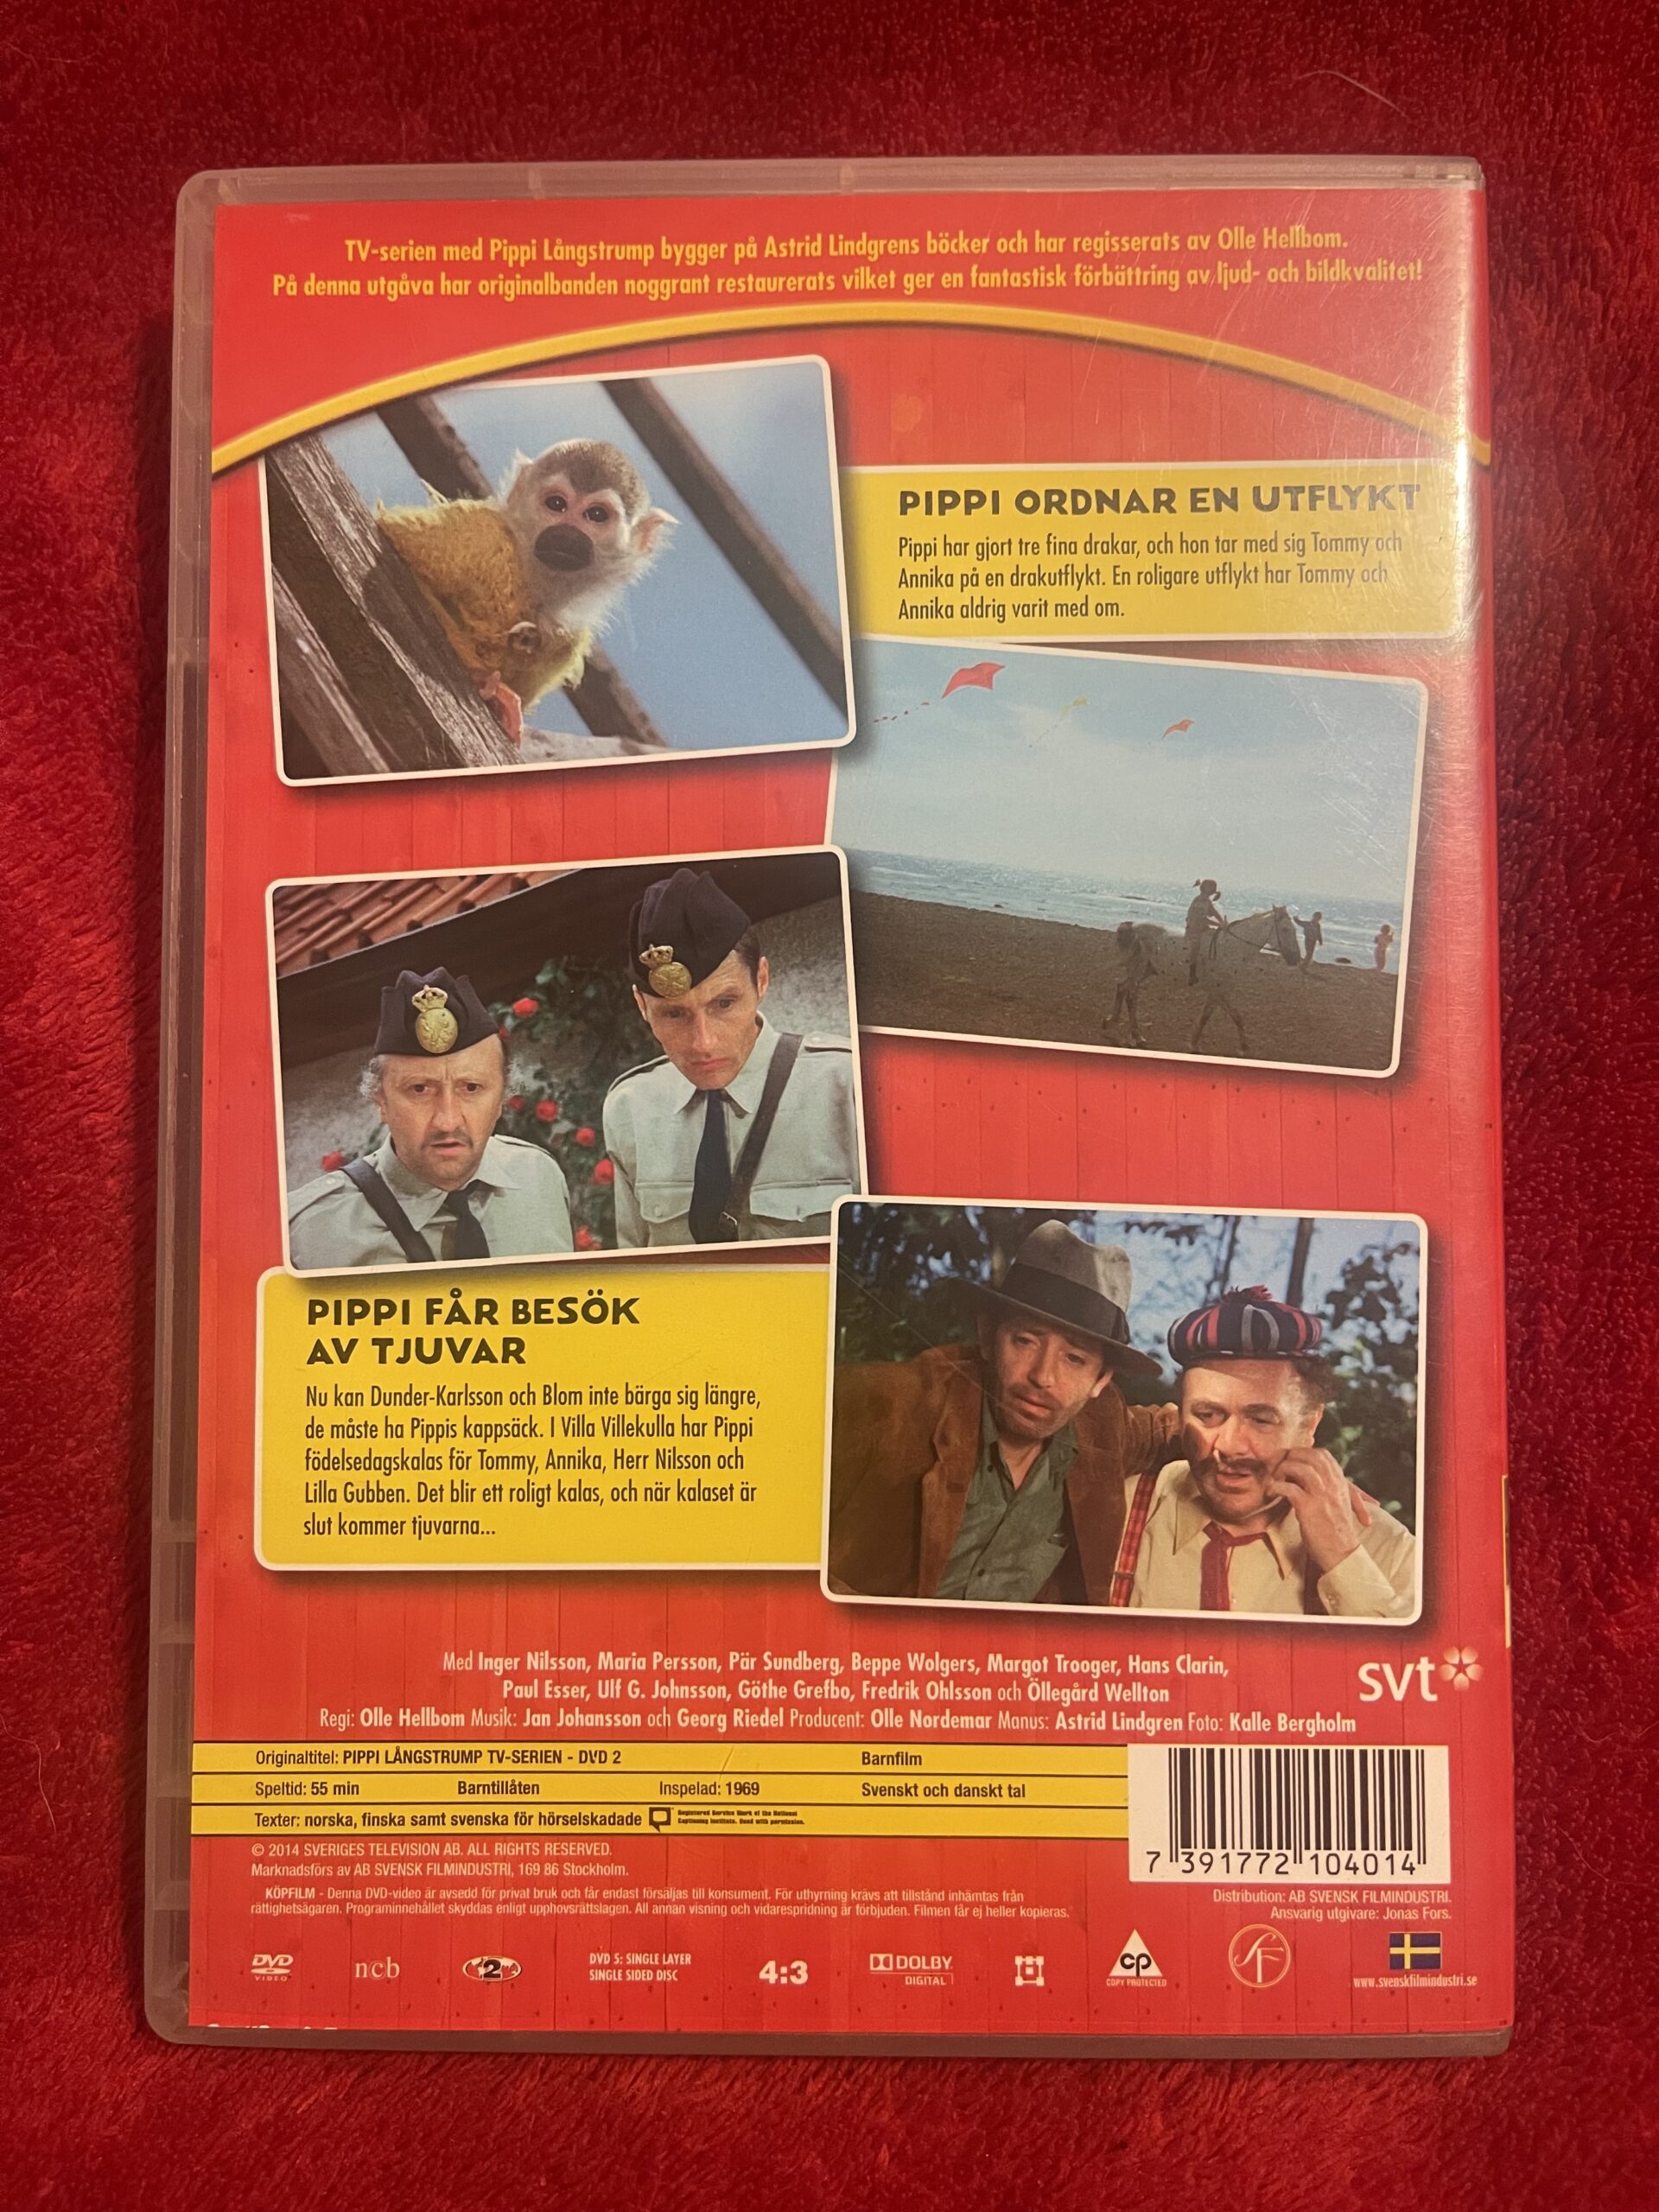 TV-serien med Pippi Långstrump bygger på Astrid Lindgrens böcker och har regisserats av Olle Hellbom.
På denna utgåva har originalbanden noggrant restaurerats vilket ger en fantastisk förbättring av ljud- och bildkvalitet!
PIPPI ORDNAR EN UTFLYKT
Pippi har gjort tre fina drakar, och hon tar med sig Tommy och
Annika på en drakutflykt. En roligare utflykt har Tommy och
Annika aldrig varit med om.
PIPPI FÅR BESÖK
AV TJUVAR
Nu kan Dunder-Karlsson och Blom inte bärga sig längre,
de måste ha Pippis kappsäck. I Villa Villekulla har Pippi
födelsedagskalas för Tommy, Annika, Herr Nilsson och
Lilla Gubben. Det blir ett roligt kalas, och när kalaset är
slut kommer tjuvarna...
Med Inger Nilsson, Maria Persson, Pär Sundberg, Beppe Wolgers, Margot Trooger, Hans Clarin,
Paul Esser, Ulf G. Johnsson, Göthe Grefbo, Fredrik Ohlsson och Öllegård Wellton
Regi: Olle Hellbom Musik: Jan Johansson och Georg Riedel Producent: Olle Nordemar Manus: Astrid Lindgren Foto: Kalle Bergholm
svt
Originaltitel: PIPPI LÅNGSTRUMP TV-SERIEN - DVD 2 Barnfilm
Speltid: 55 min Barntillåten Inspelad: 1969 Svenskt och danskt tal
Texter: norska, finska samt svenska för hörselskadade Registered Service Mark of the National
Captioning Institute. Used with permission.
7 391772 104014
© 2014 SVERIGES TELEVISION AB. ALL RIGHTS RESERVED.
Marknadsförs av AB SVENSK FILMINDUSTRI, 169 86 Stockholm.
KÖPFILM - Denna DVD-video är avsedd för privat bruk och får endast försäljas till konsument. För uthyrning krävs att tillstånd inhämtas från
rättighetsägaren. Programinnehållet skyddas enligt upphovsrättslagen. All annan visning och vidarespridning är förbjuden. Filmen får ej heller kopieras.
Distribution: AB SVENSK FILMINDUSTRI.
Ansvarig utgivare: Jonas Fors.
DVD
VIDEO
ncb
2
DVD 5: SINGLE LAYER
SINGLE SIDED DISC
4:3
DOLBY
DIGITAL
cp
COPY PROTECTED
SF
www.svenskfilmindustri.se